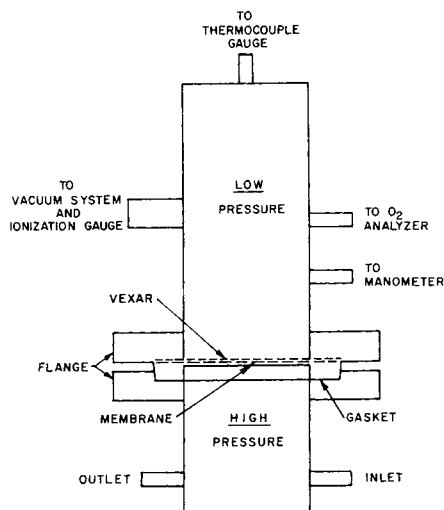 TO
THERMOCOUPLE
GAUGE
LOW
PRESSURE
TO
VACUUM SYSTEM
AND
IONIZATION GAUGE
TO O2
ANALYZER
TO
MANOMETER
VEXAR
FLANGE
MEMBRANE
GASKET
HIGH
PRESSURE
OUTLET
INLET